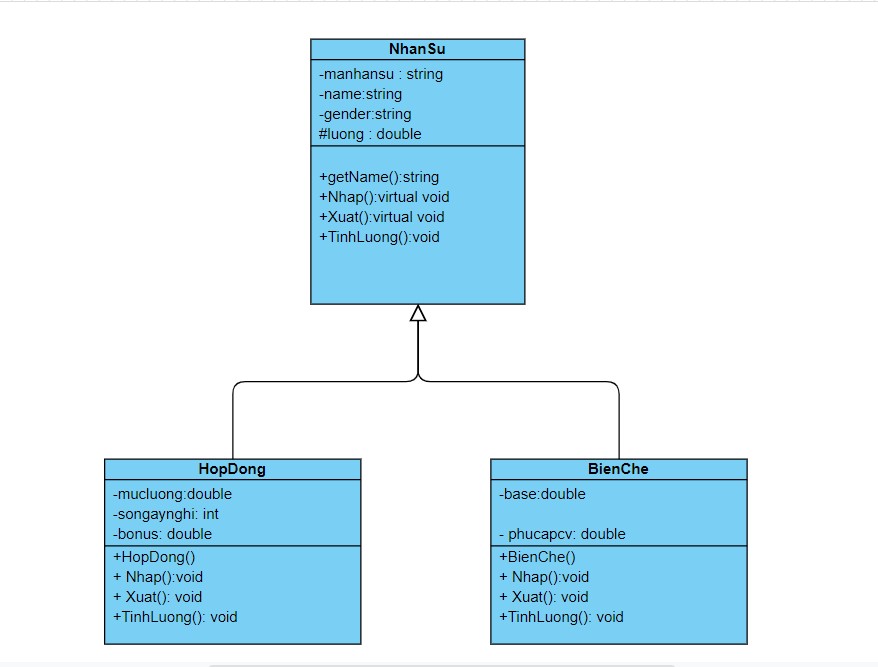 NhanSu
-manhansu : string
-name:string
-gender:string
#luong : double
+getName():string
+Nhap():virtual void
+Xuat():virtual void
+TinhLuong():void
HopDong
-mucluong:double
-songaynghi: int
-bonus: double
+HopDong()
+ Nhap():void
+ Xuat(): void
+TinhLuong(): void
BienChe
-base:double
- phucapcv: double
+BienChe()
+ Nhap():void
+ Xuat(): void
+TinhLuong(): void